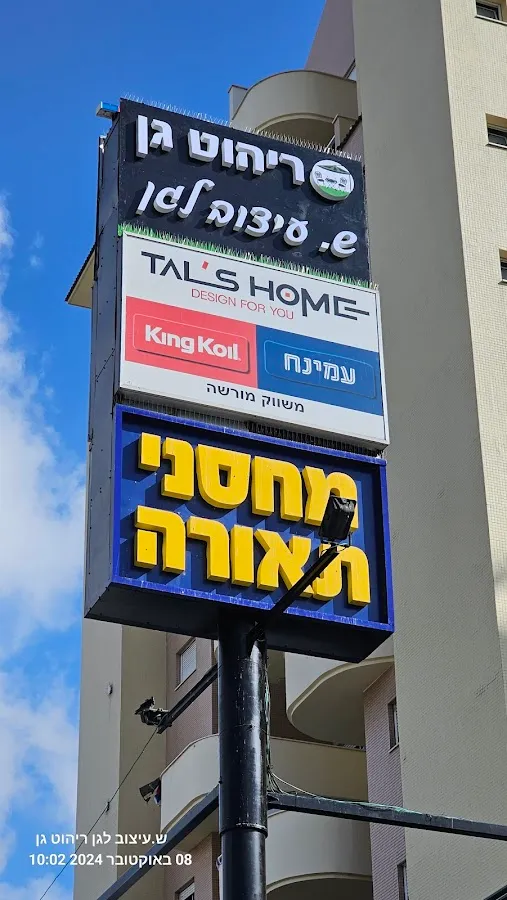 ריהוט גן
ש. עיצוב לגן
TAL'S HOME
DESIGN FOR YOU
King Koil
עמינח
משווק מורשה
מחסני
תאורה
ש.עיצוב לגן ריהוט גן
08 באוקטובר 2024 10:02